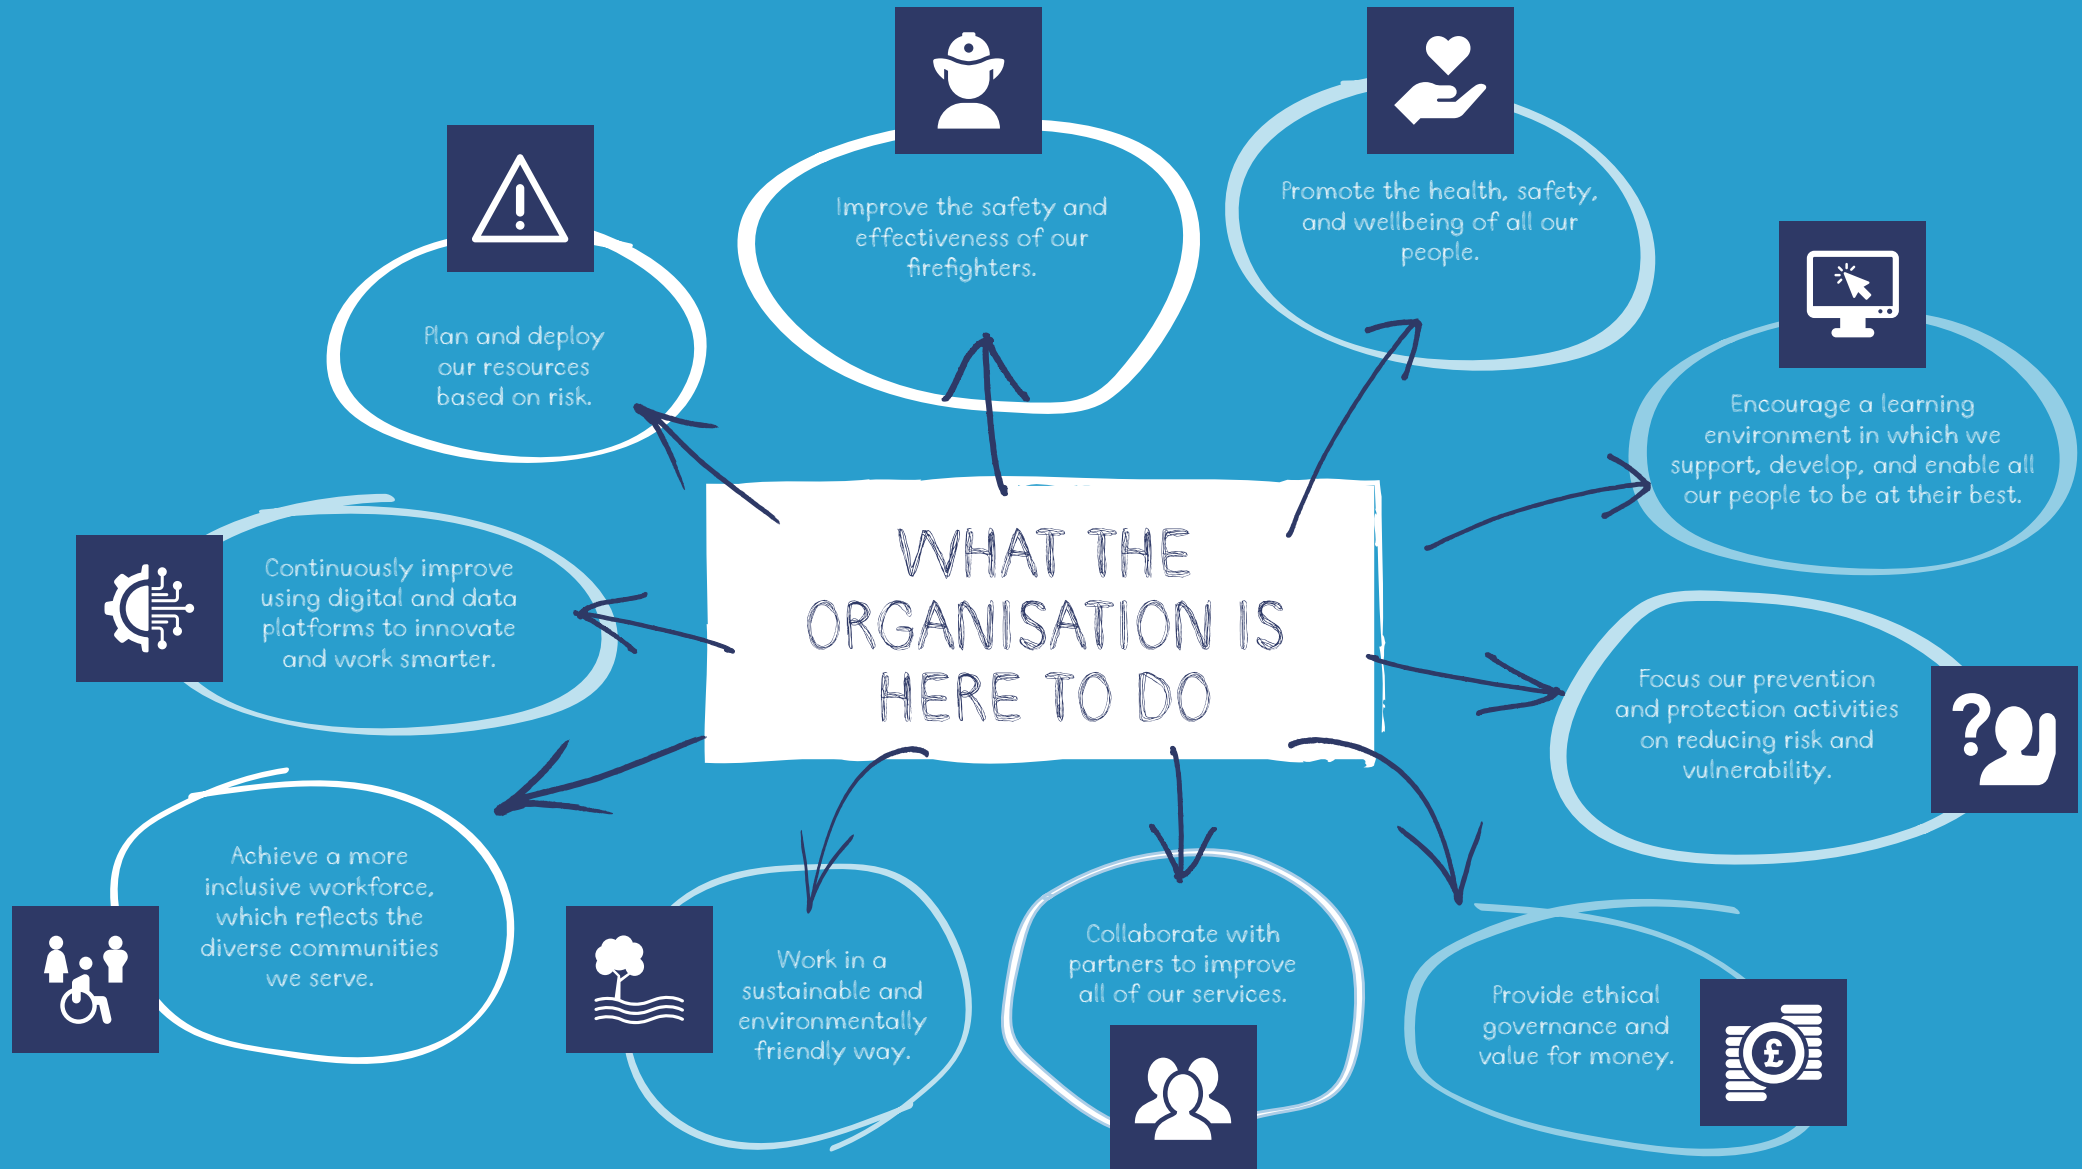 Improve the safety and
effectiveness of our
firefighters.
Promote the health, safety,
and wellbeing of all our
people.
Plan and deploy
our resources
based on risk.
Encourage a learning
environment in which we
support, develop, and enable all
our people to be at their best.
WHAT THE
ORGANISATION IS
HERE TO DO
Continuously improve
using digital and data
platforms to innovate
and work smarter.
Focus our prevention
and protection activities
on reducing risk and
vulnerability.
?
Achieve a more
inclusive workforce,
which reflects the
diverse communities
we serve.
Work in a
sustainable and
environmentally
friendly way.
Collaborate with
partners to improve
all of our services.
Provide ethical
governance and
value for money.
£